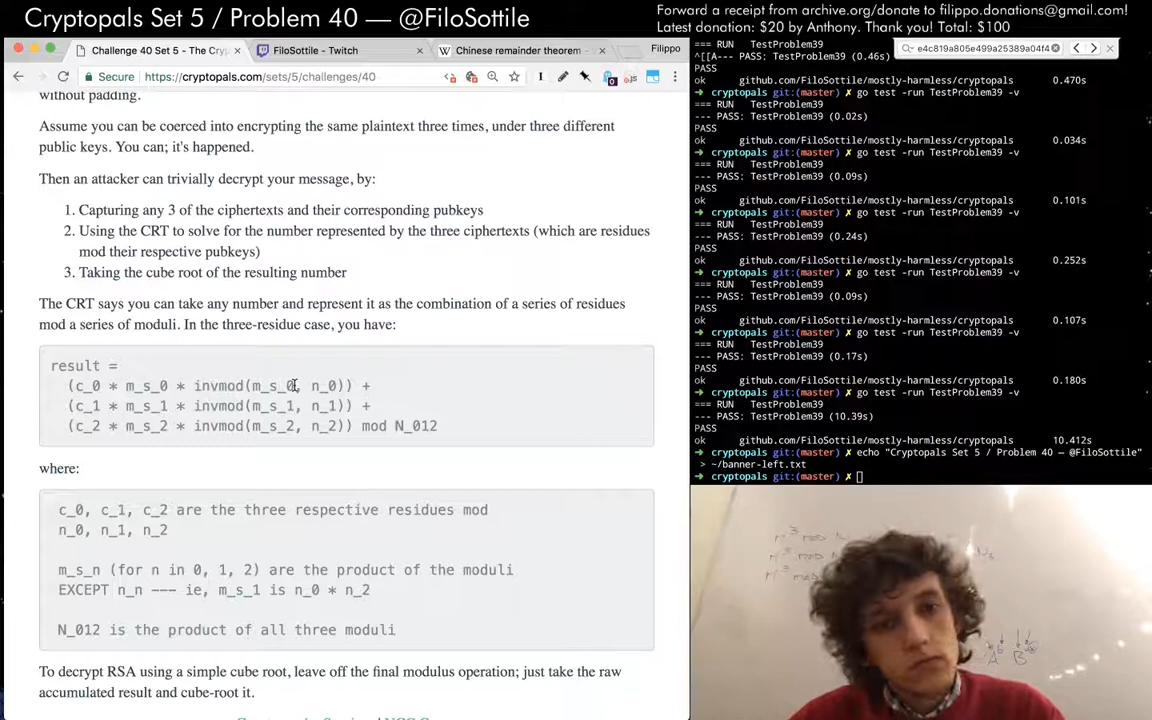 Cryptopals Set 5 / Problem 40 — @FiloSottile
Forward a receipt from archive.org/donate to filippo.donations@gmail.com!
Latest donation: $20 by Anthony. Thank you! Total: $100
Challenge 40 Set 5 - The Cry
FiloSottile - Twitch
Chinese remainder theorem -
Filippo
Secure
https://cryptopals.com/sets/5/challenges/40
without padding.
Assume you can be coerced into encrypting the same plaintext three times, under three different
public keys. You can; it's happened.
Then an attacker can trivially decrypt your message, by:
1. Capturing any 3 of the ciphertexts and their corresponding pubkeys
2. Using the CRT to solve for the number represented by the three ciphertexts (which are residues
mod their respective pubkeys)
3. Taking the cube root of the resulting number
The CRT says you can take any number and represent it as the combination of a series of residues
mod a series of moduli. In the three-residue case, you have:
result =
(c_0 * m_s_0 * invmod(m_s_0, n_0)) +
(c_1 * m_s_1 * invmod(m_s_1, n_1)) +
(c_2 * m_s_2 * invmod(m_s_2, n_2)) mod N_012
where:
c_0, c_1, c_2 are the three respective residues mod
n_0, n_1, n_2
m_s_n (for n in 0, 1, 2) are the product of the moduli
EXCEPT n_n --- ie, m_s_1 is n_0 * n_2
N_012 is the product of all three moduli
To decrypt RSA using a simple cube root, leave off the final modulus operation; just take the raw
accumulated result and cube-root it.
=== RUN TestProblem39
e4c819a805e499a25389a04f4
^[[A--- PASS: TestProblem39 (0.46s)
PASS
ok github.com/FiloSottile/mostly-harmless/cryptopals 0.470s
➜ cryptopals git:(master) ✗ go test -run TestProblem39 -v
=== RUN TestProblem39
--- PASS: TestProblem39 (0.02s)
PASS
ok github.com/FiloSottile/mostly-harmless/cryptopals 0.034s
➜ cryptopals git:(master) ✗ go test -run TestProblem39 -v
=== RUN TestProblem39
--- PASS: TestProblem39 (0.09s)
PASS
ok github.com/FiloSottile/mostly-harmless/cryptopals 0.101s
➜ cryptopals git:(master) ✗ go test -run TestProblem39 -v
=== RUN TestProblem39
--- PASS: TestProblem39 (0.24s)
PASS
ok github.com/FiloSottile/mostly-harmless/cryptopals 0.252s
➜ cryptopals git:(master) ✗ go test -run TestProblem39 -v
=== RUN TestProblem39
--- PASS: TestProblem39 (0.09s)
PASS
ok github.com/FiloSottile/mostly-harmless/cryptopals 0.107s
➜ cryptopals git:(master) ✗ go test -run TestProblem39 -v
=== RUN TestProblem39
--- PASS: TestProblem39 (0.17s)
PASS
ok github.com/FiloSottile/mostly-harmless/cryptopals 0.180s
➜ cryptopals git:(master) ✗ go test -run TestProblem39 -v
=== RUN TestProblem39
--- PASS: TestProblem39 (10.39s)
PASS
ok github.com/FiloSottile/mostly-harmless/cryptopals 10.412s
➜ cryptopals git:(master) ✗ echo "Cryptopals Set 5 / Problem 40 — @FiloSottile"
> ~/banner-left.txt
➜ cryptopals git:(master) ✗
A B